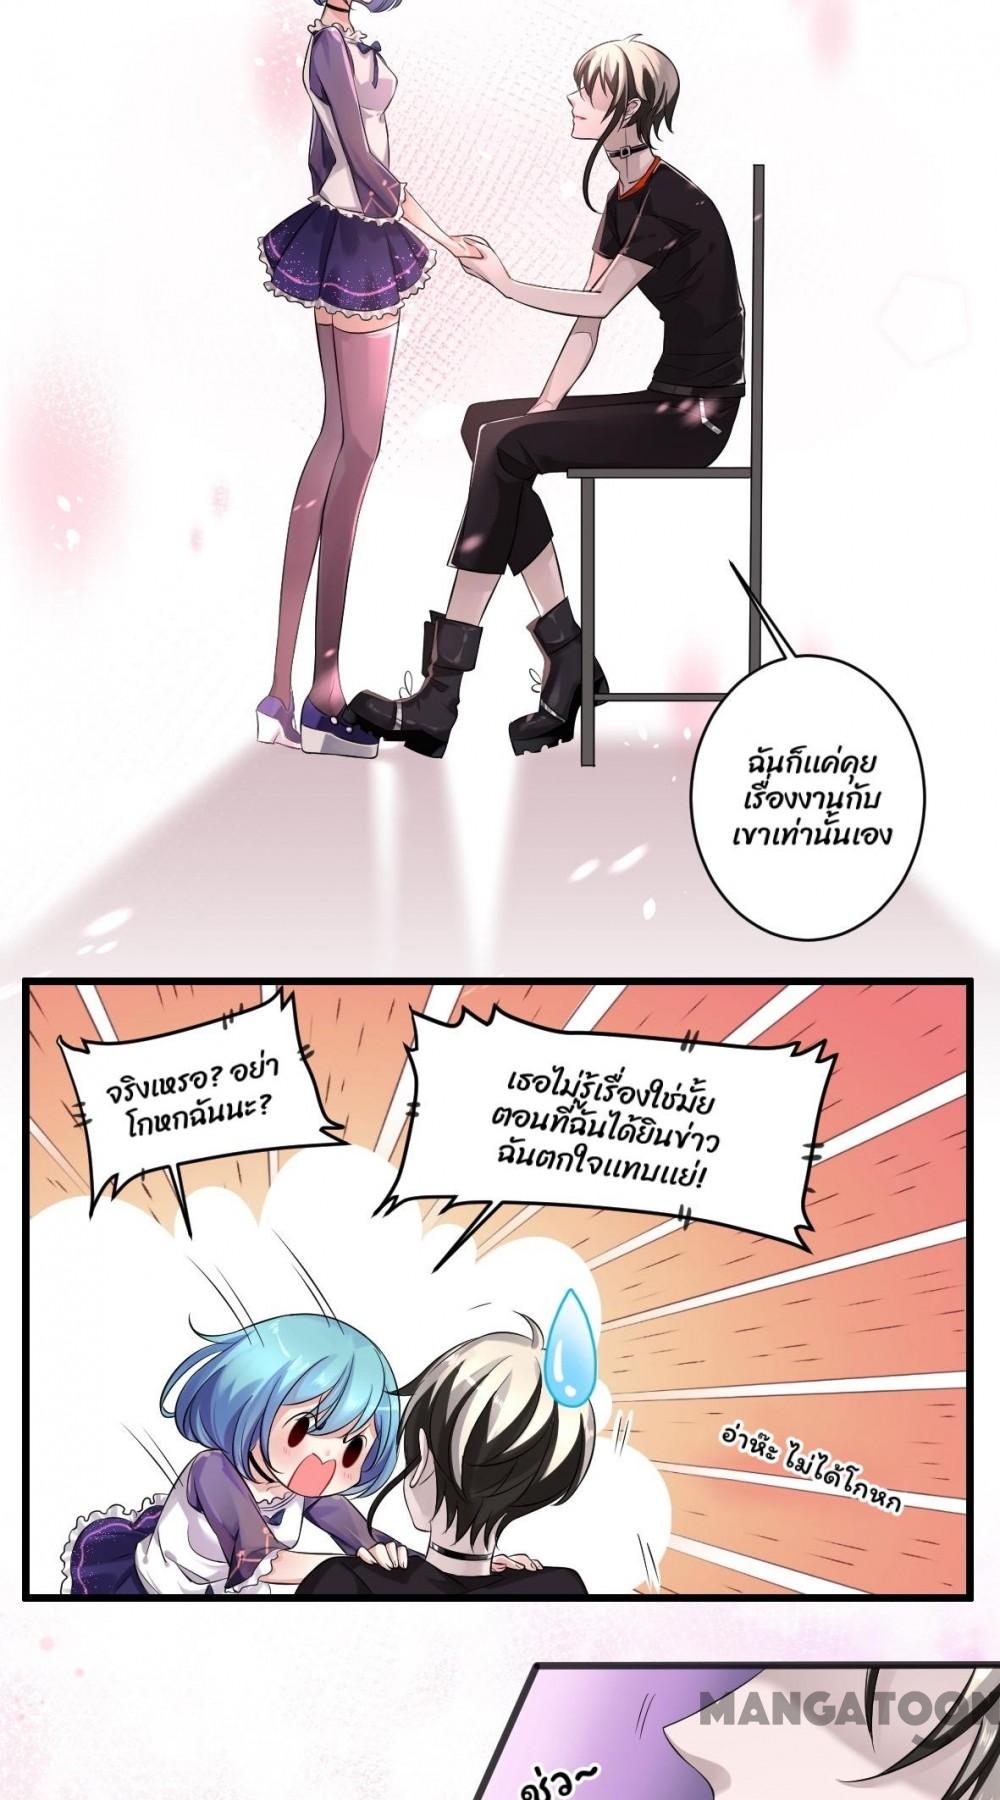 ฉันก็แค่คุย
เรื่องงานกับ
เขาเท่านั้นเอง
จริงเหรอ? อย่า
โกหกฉันนะ?
เธอไม่รู้เรื่องใช่มั้ย
ตอนที่ฉันได้ยินข่าว
ฉันตกใจแทบแย่!
อ่าห๊ะ ไม่ได้โกหก
MANGATOON
ชู่ว~